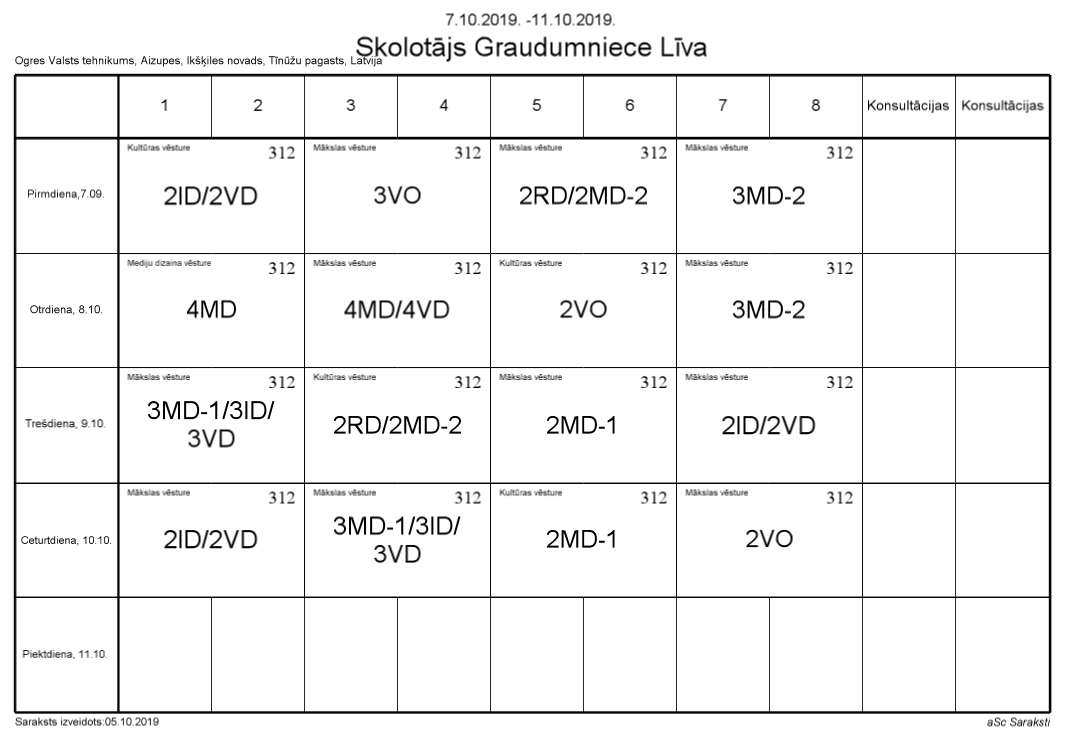 7.10.2019. -11.10.2019.
Skolotājs Graudumniece Līva
Ogres Valsts tehnikums, Aizupes, Ikšķiles novads, Tīnūžu pagasts, Latvija
1 2 3 4 5 6 7 8 Konsultācijas Konsultācijas
Kultūras vēsture 312 Mākslas vēsture 312 Mākslas vēsture 312 Mākslas vēsture 312
Pirmdiena,7.09. 2ID/2VD 3VO 2RD/2MD-2 3MD-2
Mediju dizaina vēsture 312 Mākslas vēsture 312 Kultūras vēsture 312 Mākslas vēsture 312
Otrdiena, 8.10. 4MD 4MD/4VD 2VO 3MD-2
Mākslas vēsture 312 Kultūras vēsture 312 Mākslas vēsture 312 Mākslas vēsture 312
Trešdiena, 9.10. 3MD-1/3ID/ 2RD/2MD-2 2MD-1 2ID/2VD
3VD
Mākslas vēsture 312 Mākslas vēsture 312 Kultūras vēsture 312 Mākslas vēsture 312
Ceturtdiena, 10.10. 2ID/2VD 3MD-1/3ID/ 2MD-1 2VO
3VD
Piektdiena, 11.10.
Saraksts izveidots:05.10.2019 aSc Saraksti